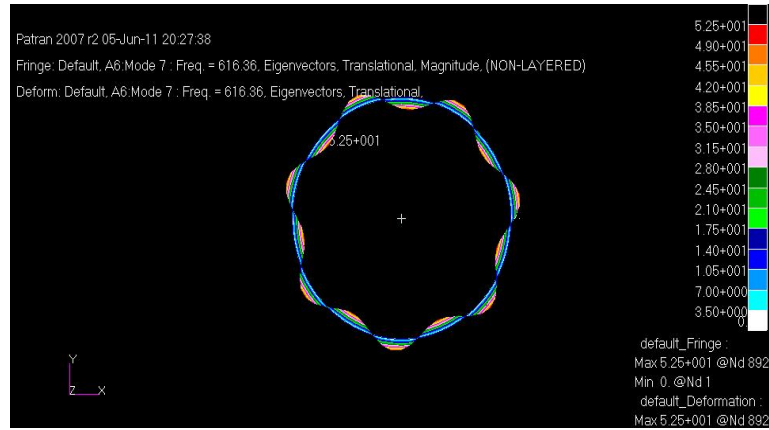 Patran 2007 r2 05-Jun-11 20:27:38
Fringe: Default, A6:Mode 7 : Freq. = 616.36, Eigenvectors, Translational, Magnitude, (NON-LAYERED)
Deform: Default, A6:Mode 7 : Freq. = 616.36, Eigenvectors, Translational,
5.25+001
5.25+001
4.90+001
4.55+001
4.20+001
3.85+001
3.50+001
3.15+001
2.80+001
2.45+001
2.10+001
1.75+001
1.40+001
1.05+001
7.00+000
3.50+000
0.
default_Fringe :
Max 5.25+001 @Nd 892
Min 0. @Nd 1
default_Deformation :
Max 5.25+001 @Nd 892
Y
Z X